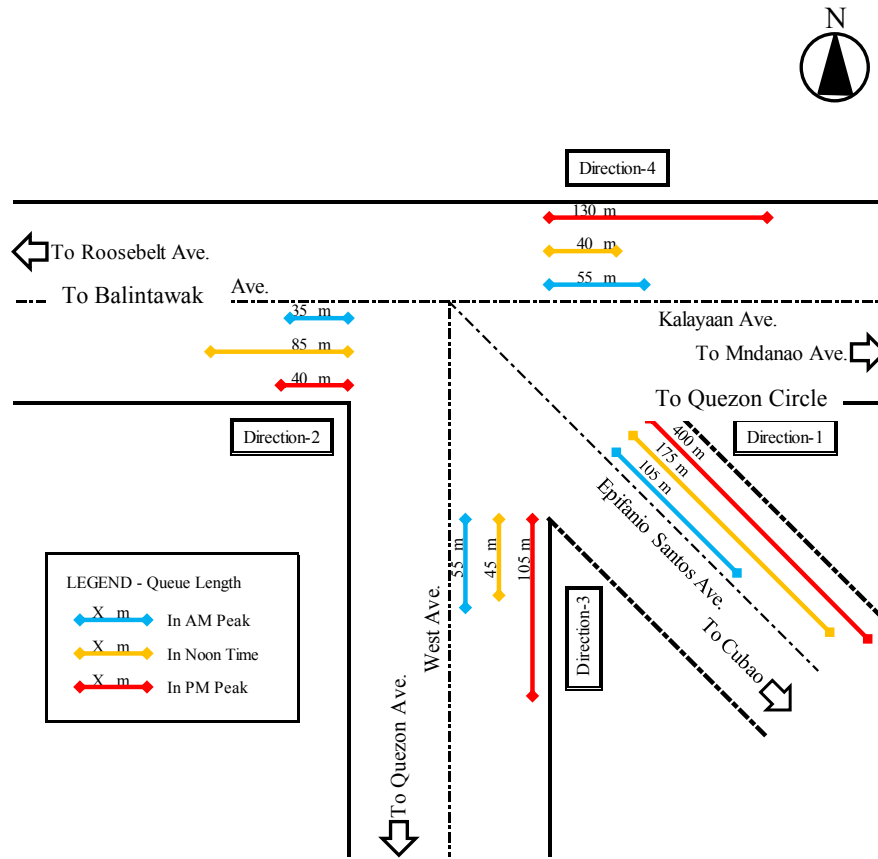 N
Direction-4
130 m
To Roosebelt Ave.
40 m
55 m
Ave.
To Balintawak
35 m
Kalayaan Ave.
85 m
To Mndanao Ave.
40 m
To Quezon Circle
Direction-2
Direction-1
400 m
175 m
105 m
Epifanio Santos Ave.
55 m
45 m
105 m
LEGEND - Queue Length
X m
In AM Peak
X m
In Noon Time
X m
In PM Peak
West Ave.
Direction-3
To Cubao
To Quezon Ave.